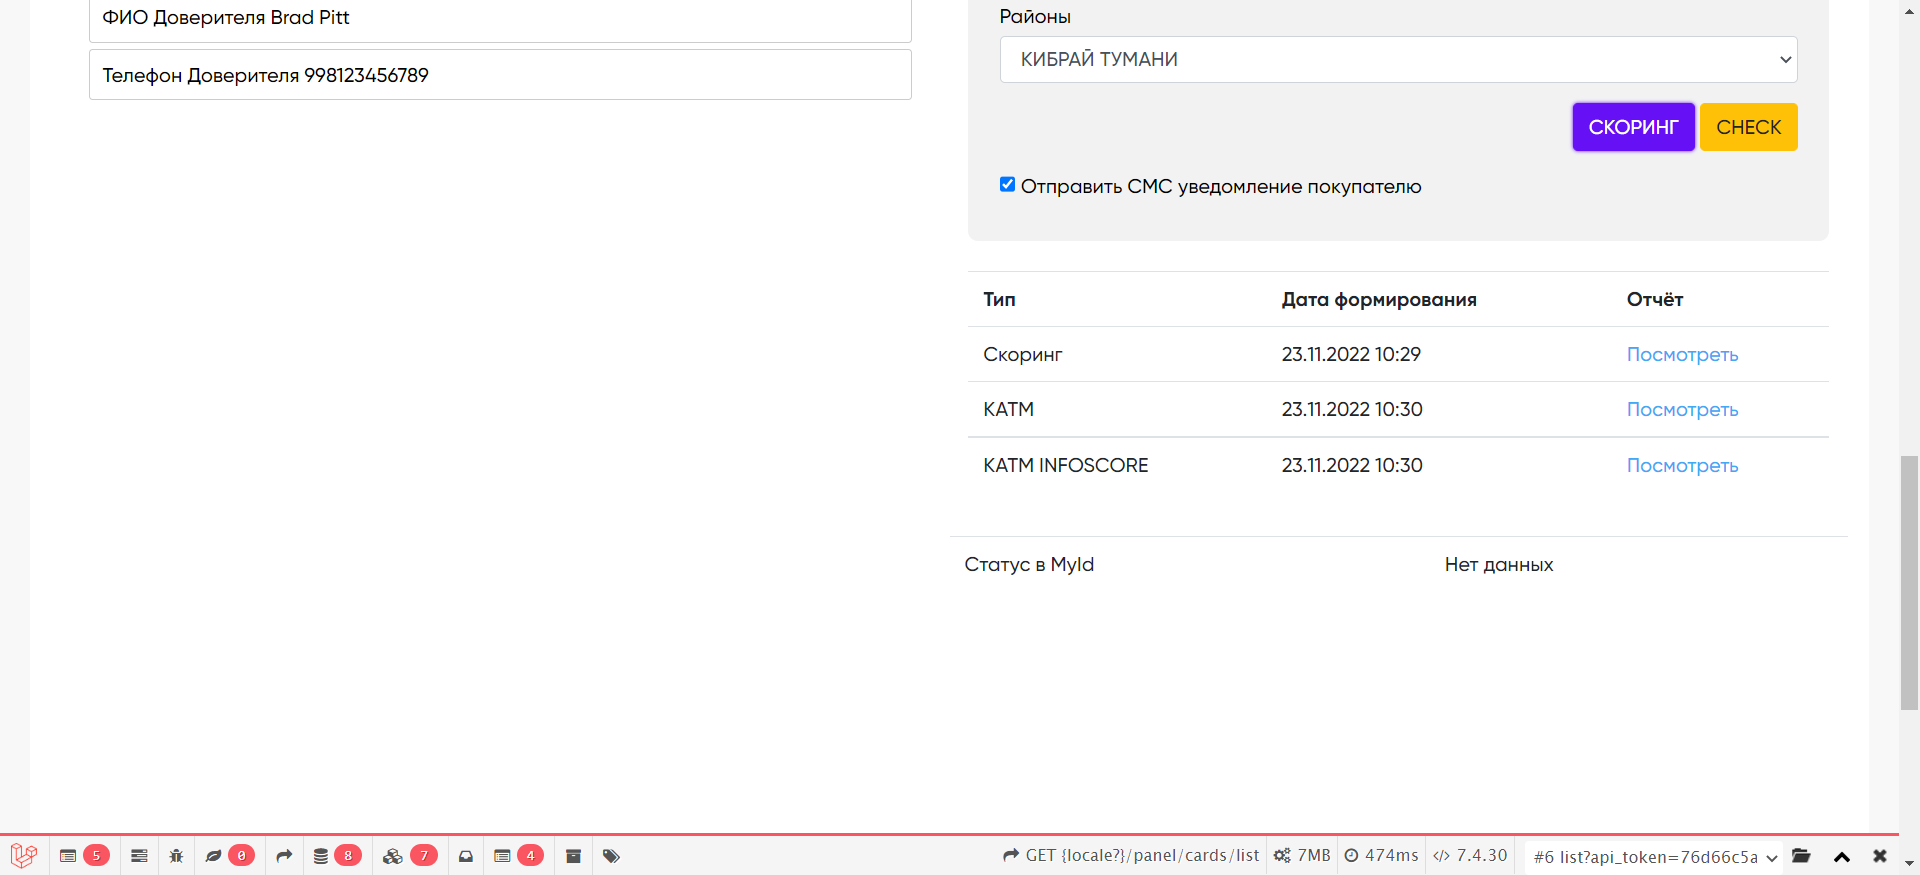 ФИО Доверителя Brad Pitt
Телефон Доверителя 998123456789
Районы
КИБРАЙ ТУМАНИ
СКОРИНГ
CHECK
Отправить СМС уведомление покупателю
Тип Дата формирования Отчёт
Скоринг 23.11.2022 10:29 Посмотреть
КАТМ 23.11.2022 10:30 Посмотреть
КАТМ INFOSCORE 23.11.2022 10:30 Посмотреть
Статус в MyId Нет данных
5 0 8 7 4 GET {locale?}/panel/cards/list 7MB 474ms 7.4.30 #6 list?api_token=76d66c5a